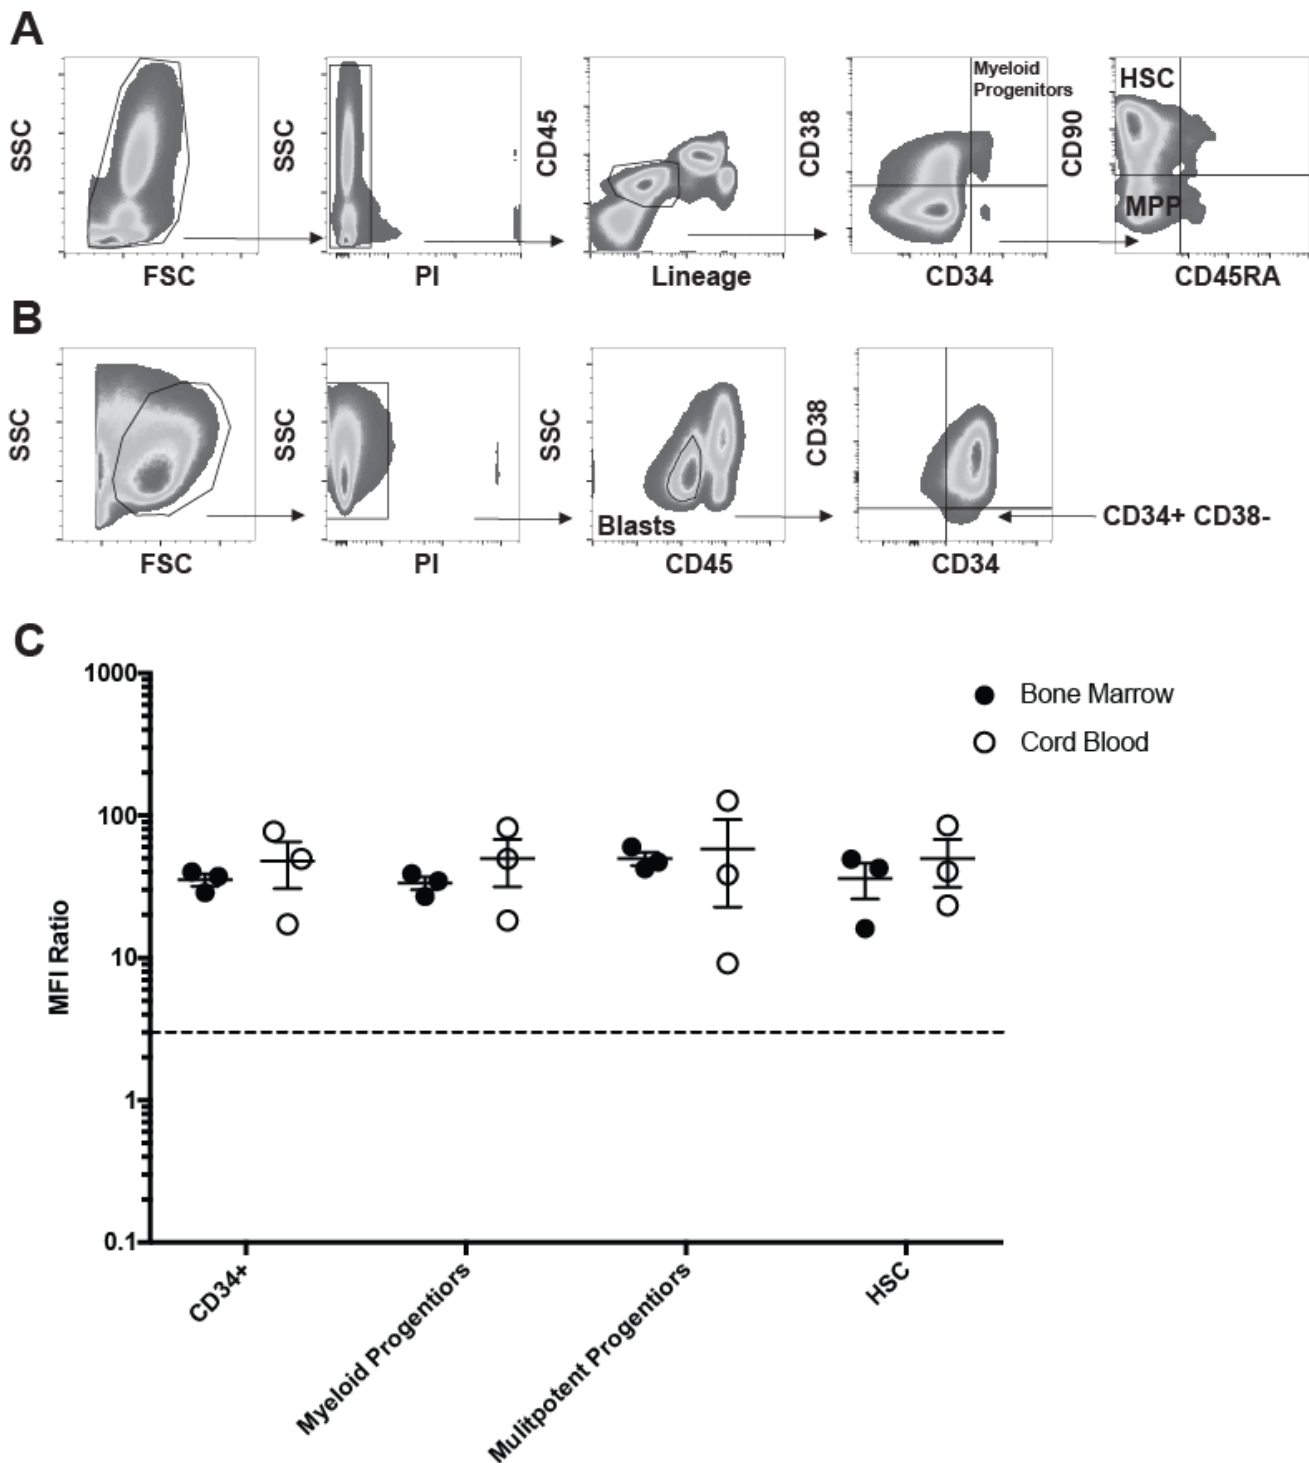 A
SSC
FSC
SSC
PI
CD45
Lineage
CD38
Myeloid
Progenitors
CD34
CD90
HSC
MPP
CD45RA
B
SSC
FSC
SSC
PI
SSC
Blasts
CD45
CD38
CD34
CD34+ CD38-
C
MFI Ratio
1000
100
10
1
0.1
Bone Marrow
Cord Blood
CD34+
Myeloid Progentiors
Mulitpotent Progentiors
HSC